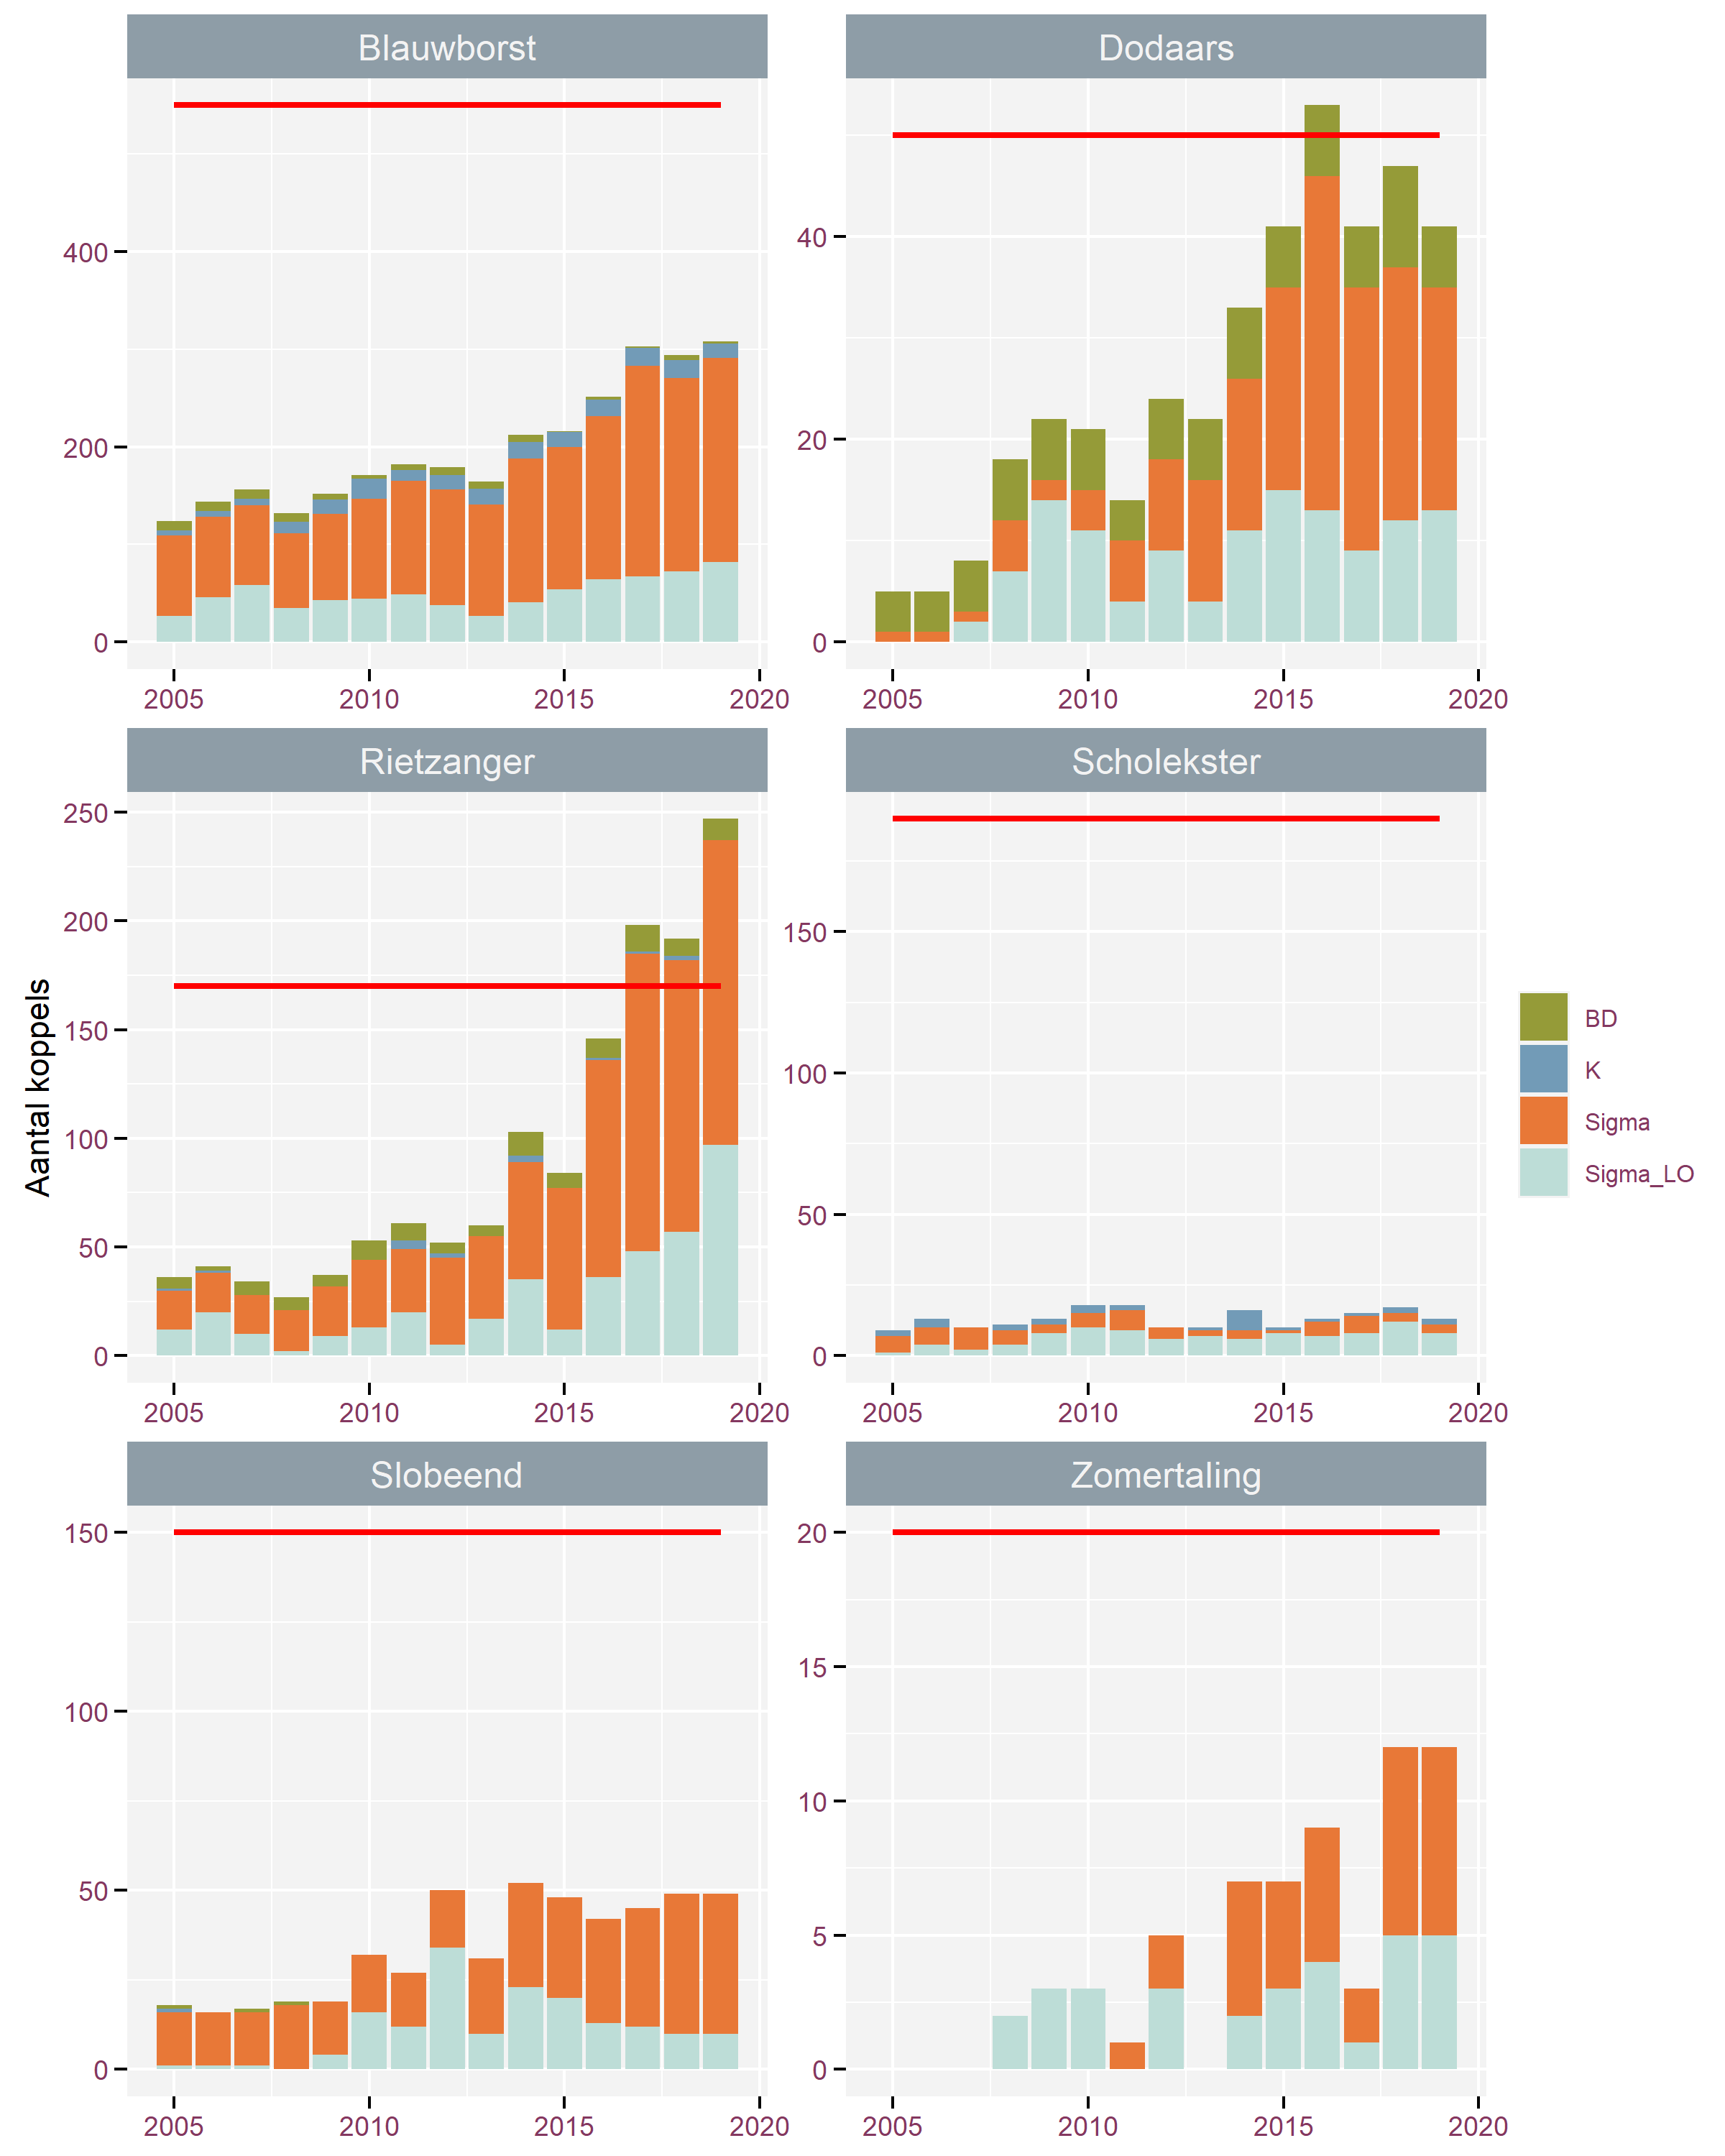 Blauwborst
Dodaars
400
200
0
2005 2010 2015 2020
40
20
0
2005 2010 2015 2020
Rietzanger
Scholekster
250
200
150
100
50
0
2005 2010 2015 2020
150
100
50
0
2005 2010 2015 2020
Slobeend
Zomertaling
150
100
50
0
2005 2010 2015 2020
20
15
10
5
0
2005 2010 2015 2020
Aantal koppels
BD
K
Sigma
Sigma_LO